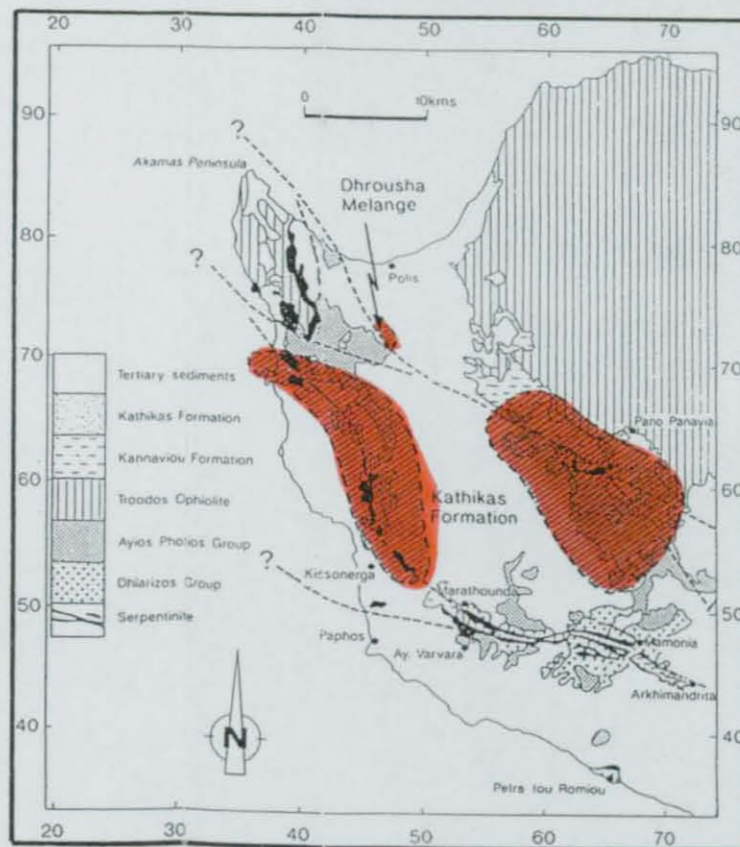 20 30 40 50 60 70
90
80
70
60
50
40
90
80
70
60
50
40
0 10kms
?
Akamas Peninsula
Dhrousha
Melange
Polis
?
Tertiary sediments
Kathikas Formation
Kannaviou Formation
Troodos Ophiolite
Ayios Photios Group
Dhiarizos Group
Serpentinite
Pano Panayia
Kathikas
Formation
?
Kissonerga
Marathounda
Paphos
Ay. Varvara
Mamonia
Arkhimandrita
N
Petra tou Romiou
20 30 40 50 60 70